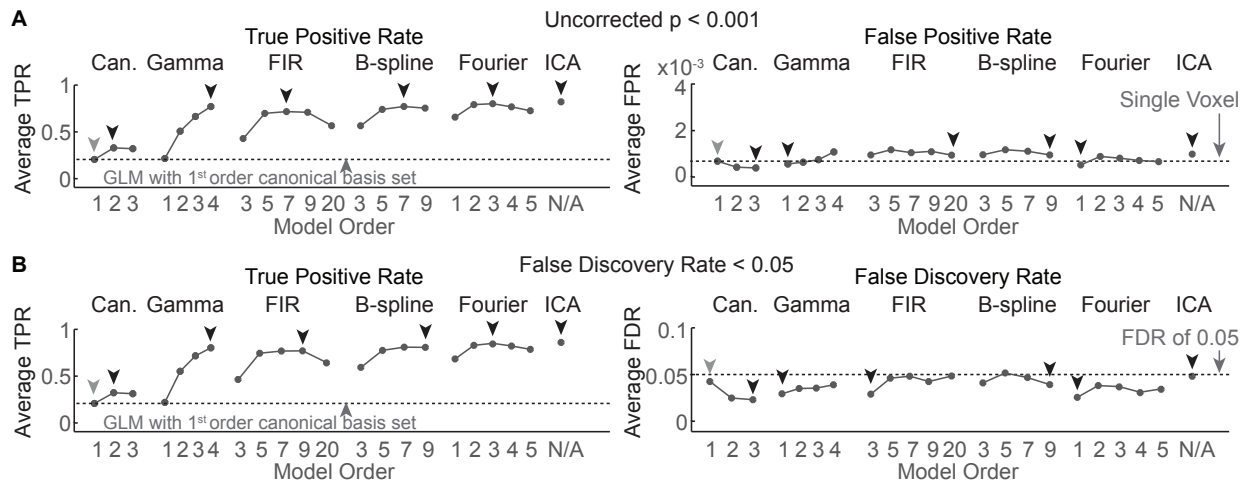 A
Uncorrected p < 0.001
True Positive Rate
False Positive Rate
Can. Gamma FIR B-spline Fourier ICA
x10⁻³ Can. Gamma FIR B-spline Fourier ICA
Average TPR
1
0.5
0
GLM with 1st order canonical basis set
1 2 3 1 2 3 4 3 5 7 9 20 3 5 7 9 1 2 3 4 5 N/A
Model Order
Average FPR
4
2
0
Single Voxel
1 2 3 1 2 3 4 3 5 7 9 20 3 5 7 9 1 2 3 4 5 N/A
Model Order
B
False Discovery Rate < 0.05
True Positive Rate
False Discovery Rate
Can. Gamma FIR B-spline Fourier ICA
Can. Gamma FIR B-spline Fourier ICA
Average TPR
1
0.5
0
GLM with 1st order canonical basis set
1 2 3 1 2 3 4 3 5 7 9 20 3 5 7 9 1 2 3 4 5 N/A
Model Order
Average FDR
0.1
0.05
0
FDR of 0.05
1 2 3 1 2 3 4 3 5 7 9 20 3 5 7 9 1 2 3 4 5 N/A
Model Order